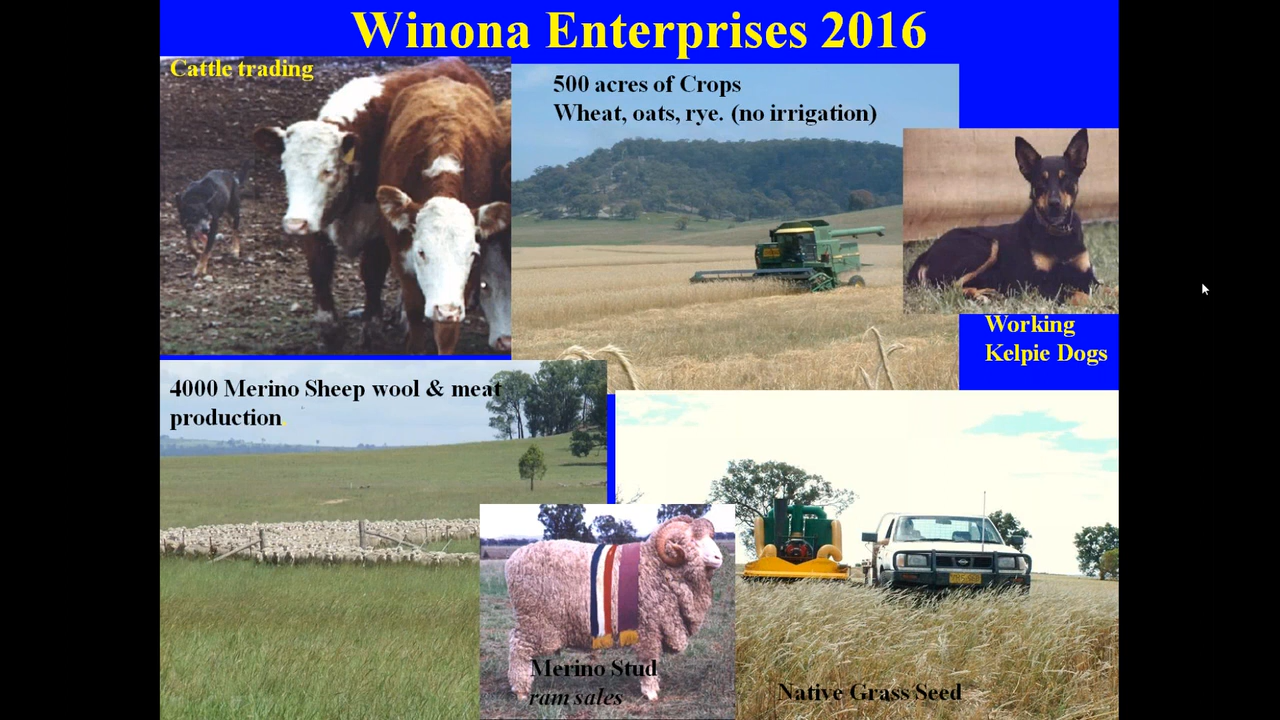 Winona Enterprises 2016
Cattle trading
500 acres of Crops
Wheat, oats, rye. (no irrigation)
Working
Kelpie Dogs
4000 Merino Sheep wool & meat
production.
Merino Stud
ram sales
Native Grass Seed